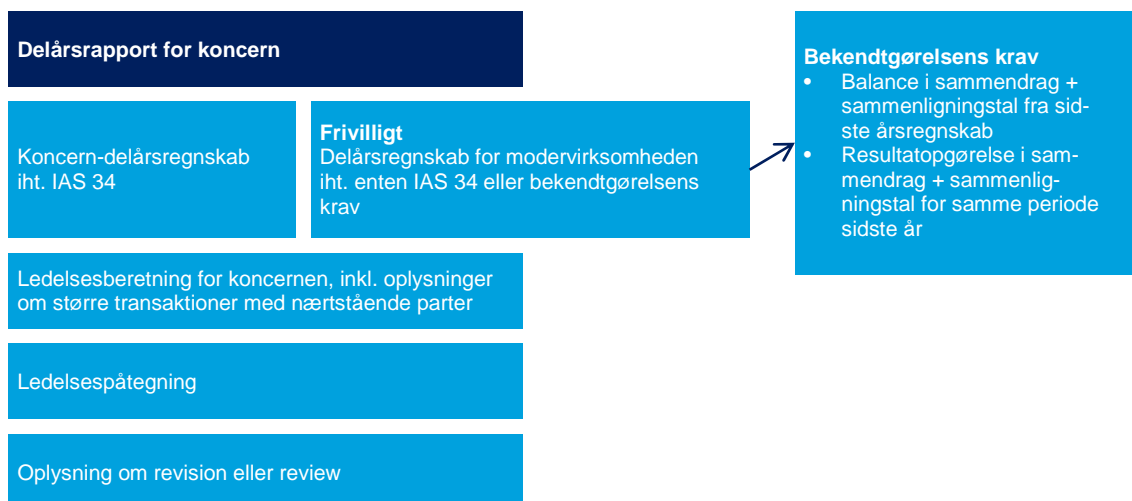 Delårsrapport for koncern
Koncern-delårsregnskab
iht. IAS 34
Frivilligt
Delårsregnskab for modervirksomheden
iht. enten IAS 34 eller bekendtgørelsens
krav
Bekendtgørelsens krav
• Balance i sammendrag +
sammenligningstal fra sid-
ste årsregnskab
• Resultatopgørelse i sam-
mendrag + sammenlig-
ningstal for samme periode
sidste år
Ledelsesberetning for koncernen, inkl. oplysninger
om større transaktioner med nærtstående parter
Ledelsespåtegning
Oplysning om revision eller review